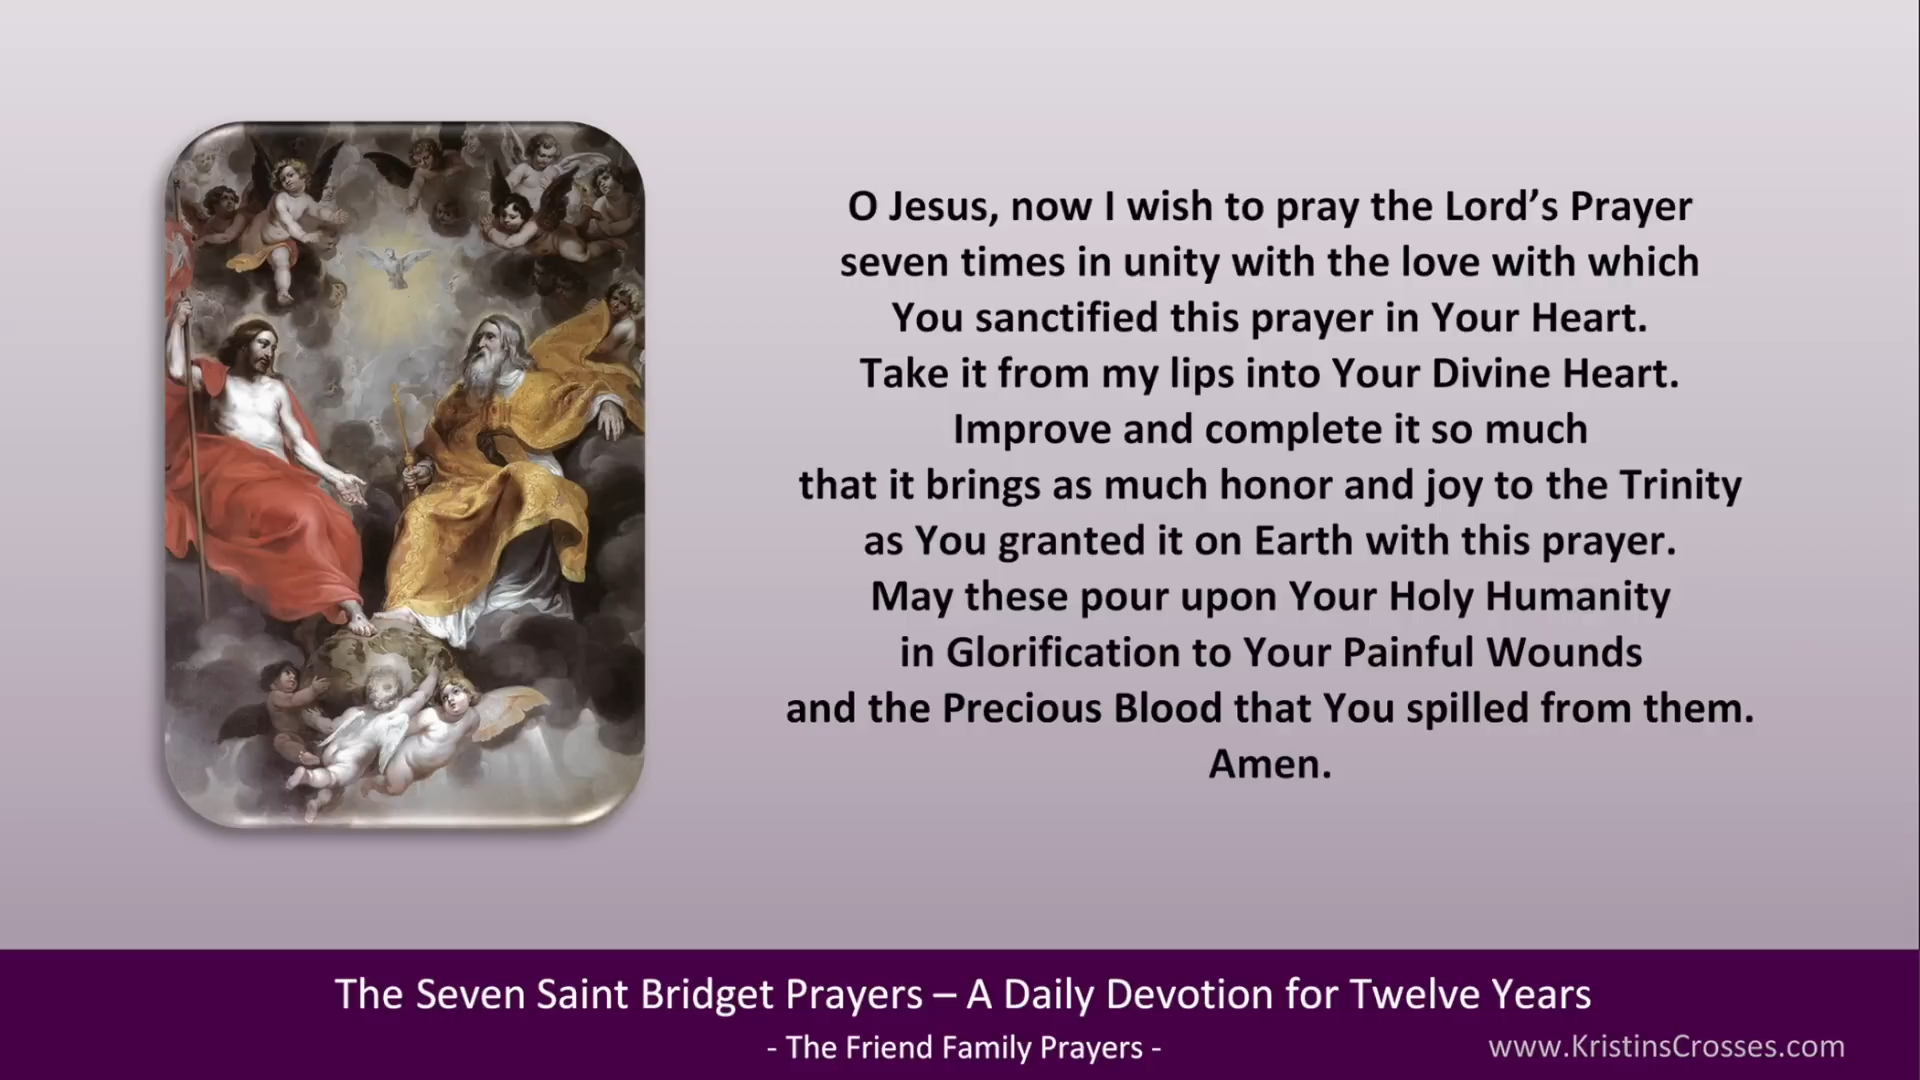 O Jesus, now I wish to pray the Lord’s Prayer
seven times in unity with the love with which
You sanctified this prayer in Your Heart.
Take it from my lips into Your Divine Heart.
Improve and complete it so much
that it brings as much honor and joy to the Trinity
as You granted it on Earth with this prayer.
May these pour upon Your Holy Humanity
in Glorification to Your Painful Wounds
and the Precious Blood that You spilled from them.
Amen.
The Seven Saint Bridget Prayers – A Daily Devotion for Twelve Years
- The Friend Family Prayers -
www.KristinsCrosses.com